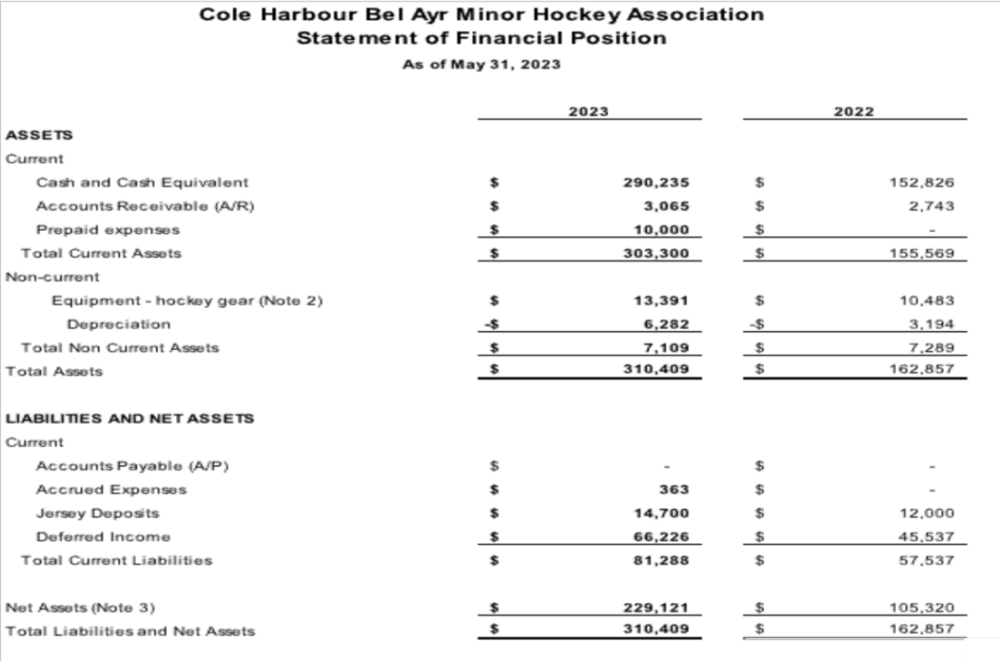 Cole Harbour Bel Ayr Minor Hockey Association
Statement of Financial Position
As of May 31, 2023
2023 2022
ASSETS
Current
Cash and Cash Equivalent $ 290,235 $ 152,826
Accounts Receivable (A/R) $ 3,065 $ 2,743
Prepaid expenses $ 10,000 $ -
Total Current Assets $ 303,300 $ 155,569
Non-current
Equipment - hockey gear (Note 2) $ 13,391 $ 10,483
Depreciation -$ 6,282 -$ 3,194
Total Non Current Assets $ 7,109 $ 7,289
Total Assets $ 310,409 $ 162,857
LIABILITIES AND NET ASSETS
Current
Accounts Payable (A/P) $ - $ -
Accrued Expenses $ 363 $ -
Jersey Deposits $ 14,700 $ 12,000
Deferred Income $ 66,226 $ 45,537
Total Current Liabilities $ 81,288 $ 57,537
Net Assets (Note 3) $ 229,121 $ 105,320
Total Liabilities and Net Assets $ 310,409 $ 162,857